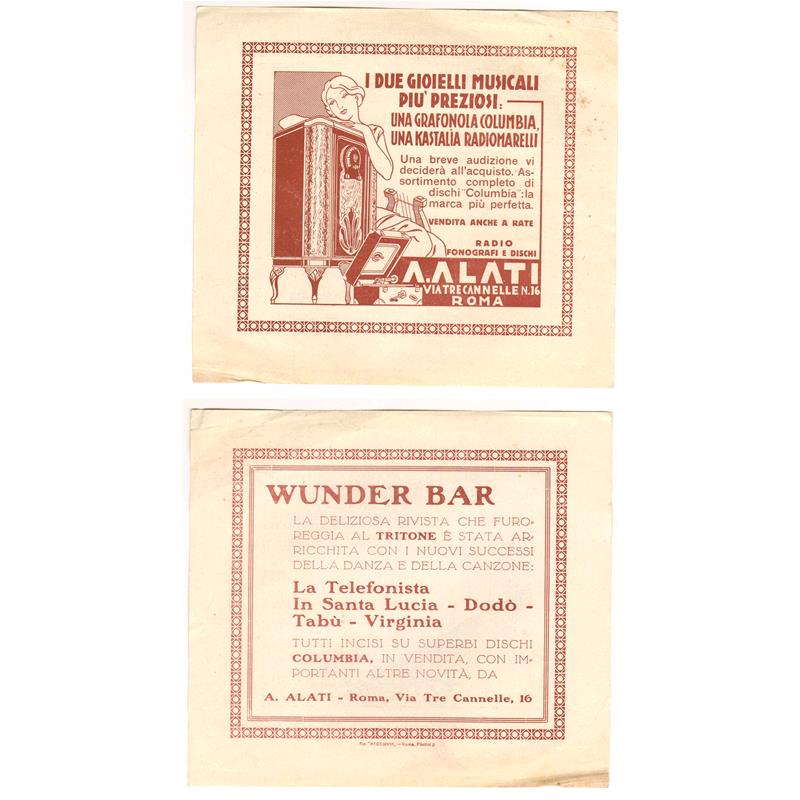 I DUE GIOIELLI MUSICALI
PIU' PREZIOSI:
UNA GRAFONOLA COLUMBIA,
UNA KASTALIA RADIOMARELLI
Una breve audizione vi
deciderà all'acquisto. As-
sortimento completo di
dischi "Columbia": la
marca più perfetta.
VENDITA ANCHE A RATE
RADIO
FONOGRAFI E DISCHI
A. ALATI
VIA TRE CANNELLE N. 16
ROMA
WUNDER BAR
LA DELIZIOSA RIVISTA CHE FURO-
REGGIA AL TRITONE È STATA AR-
RICCHITA CON I NUOVI SUCCESSI
DELLA DANZA E DELLA CANZONE:
La Telefonista
In Santa Lucia - Dodò -
Tabù - Virginia
TUTTI INCISI SU SUPERBI DISCHI
COLUMBIA, IN VENDITA, CON IM-
PORTANTI ALTRE NOVITÀ, DA
A. ALATI - Roma, Via Tre Cannelle, 16
Roma,